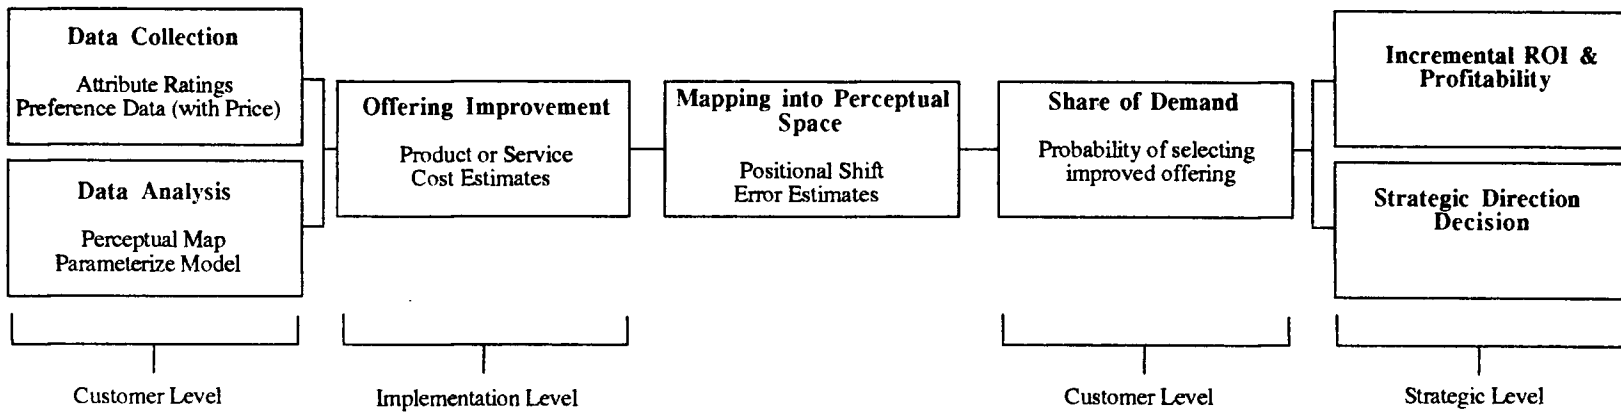 Data Collection
Attribute Ratings
Preference Data (with Price)
Data Analysis
Perceptual Map
Parameterize Model
Offering Improvement
Product or Service
Cost Estimates
Mapping into Perceptual
Space
Positional Shift
Error Estimates
Share of Demand
Probability of selecting
improved offering
Incremental ROI &
Profitability
Strategic Direction
Decision
Customer Level
Implementation Level
Customer Level
Strategic Level